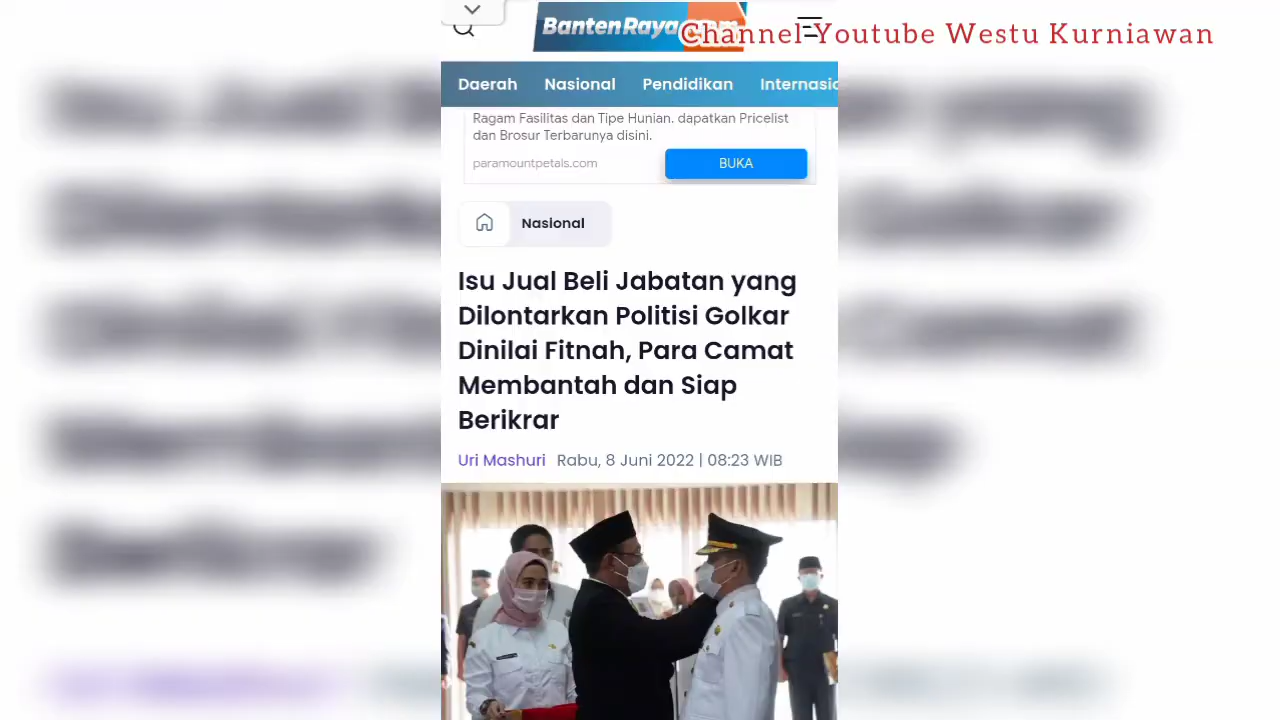 BantenRaya.com
Channel Youtube Westu Kurniawan
Daerah Nasional Pendidikan Internasio
Ragam Fasilitas dan Tipe Hunian. dapatkan Pricelist
dan Brosur Terbarunya disini.
paramountpetals.com BUKA
Nasional
Isu Jual Beli Jabatan yang
Dilontarkan Politisi Golkar
Dinilai Fitnah, Para Camat
Membantah dan Siap
Berikrar
Uri Mashuri Rabu, 8 Juni 2022 | 08:23 WIB